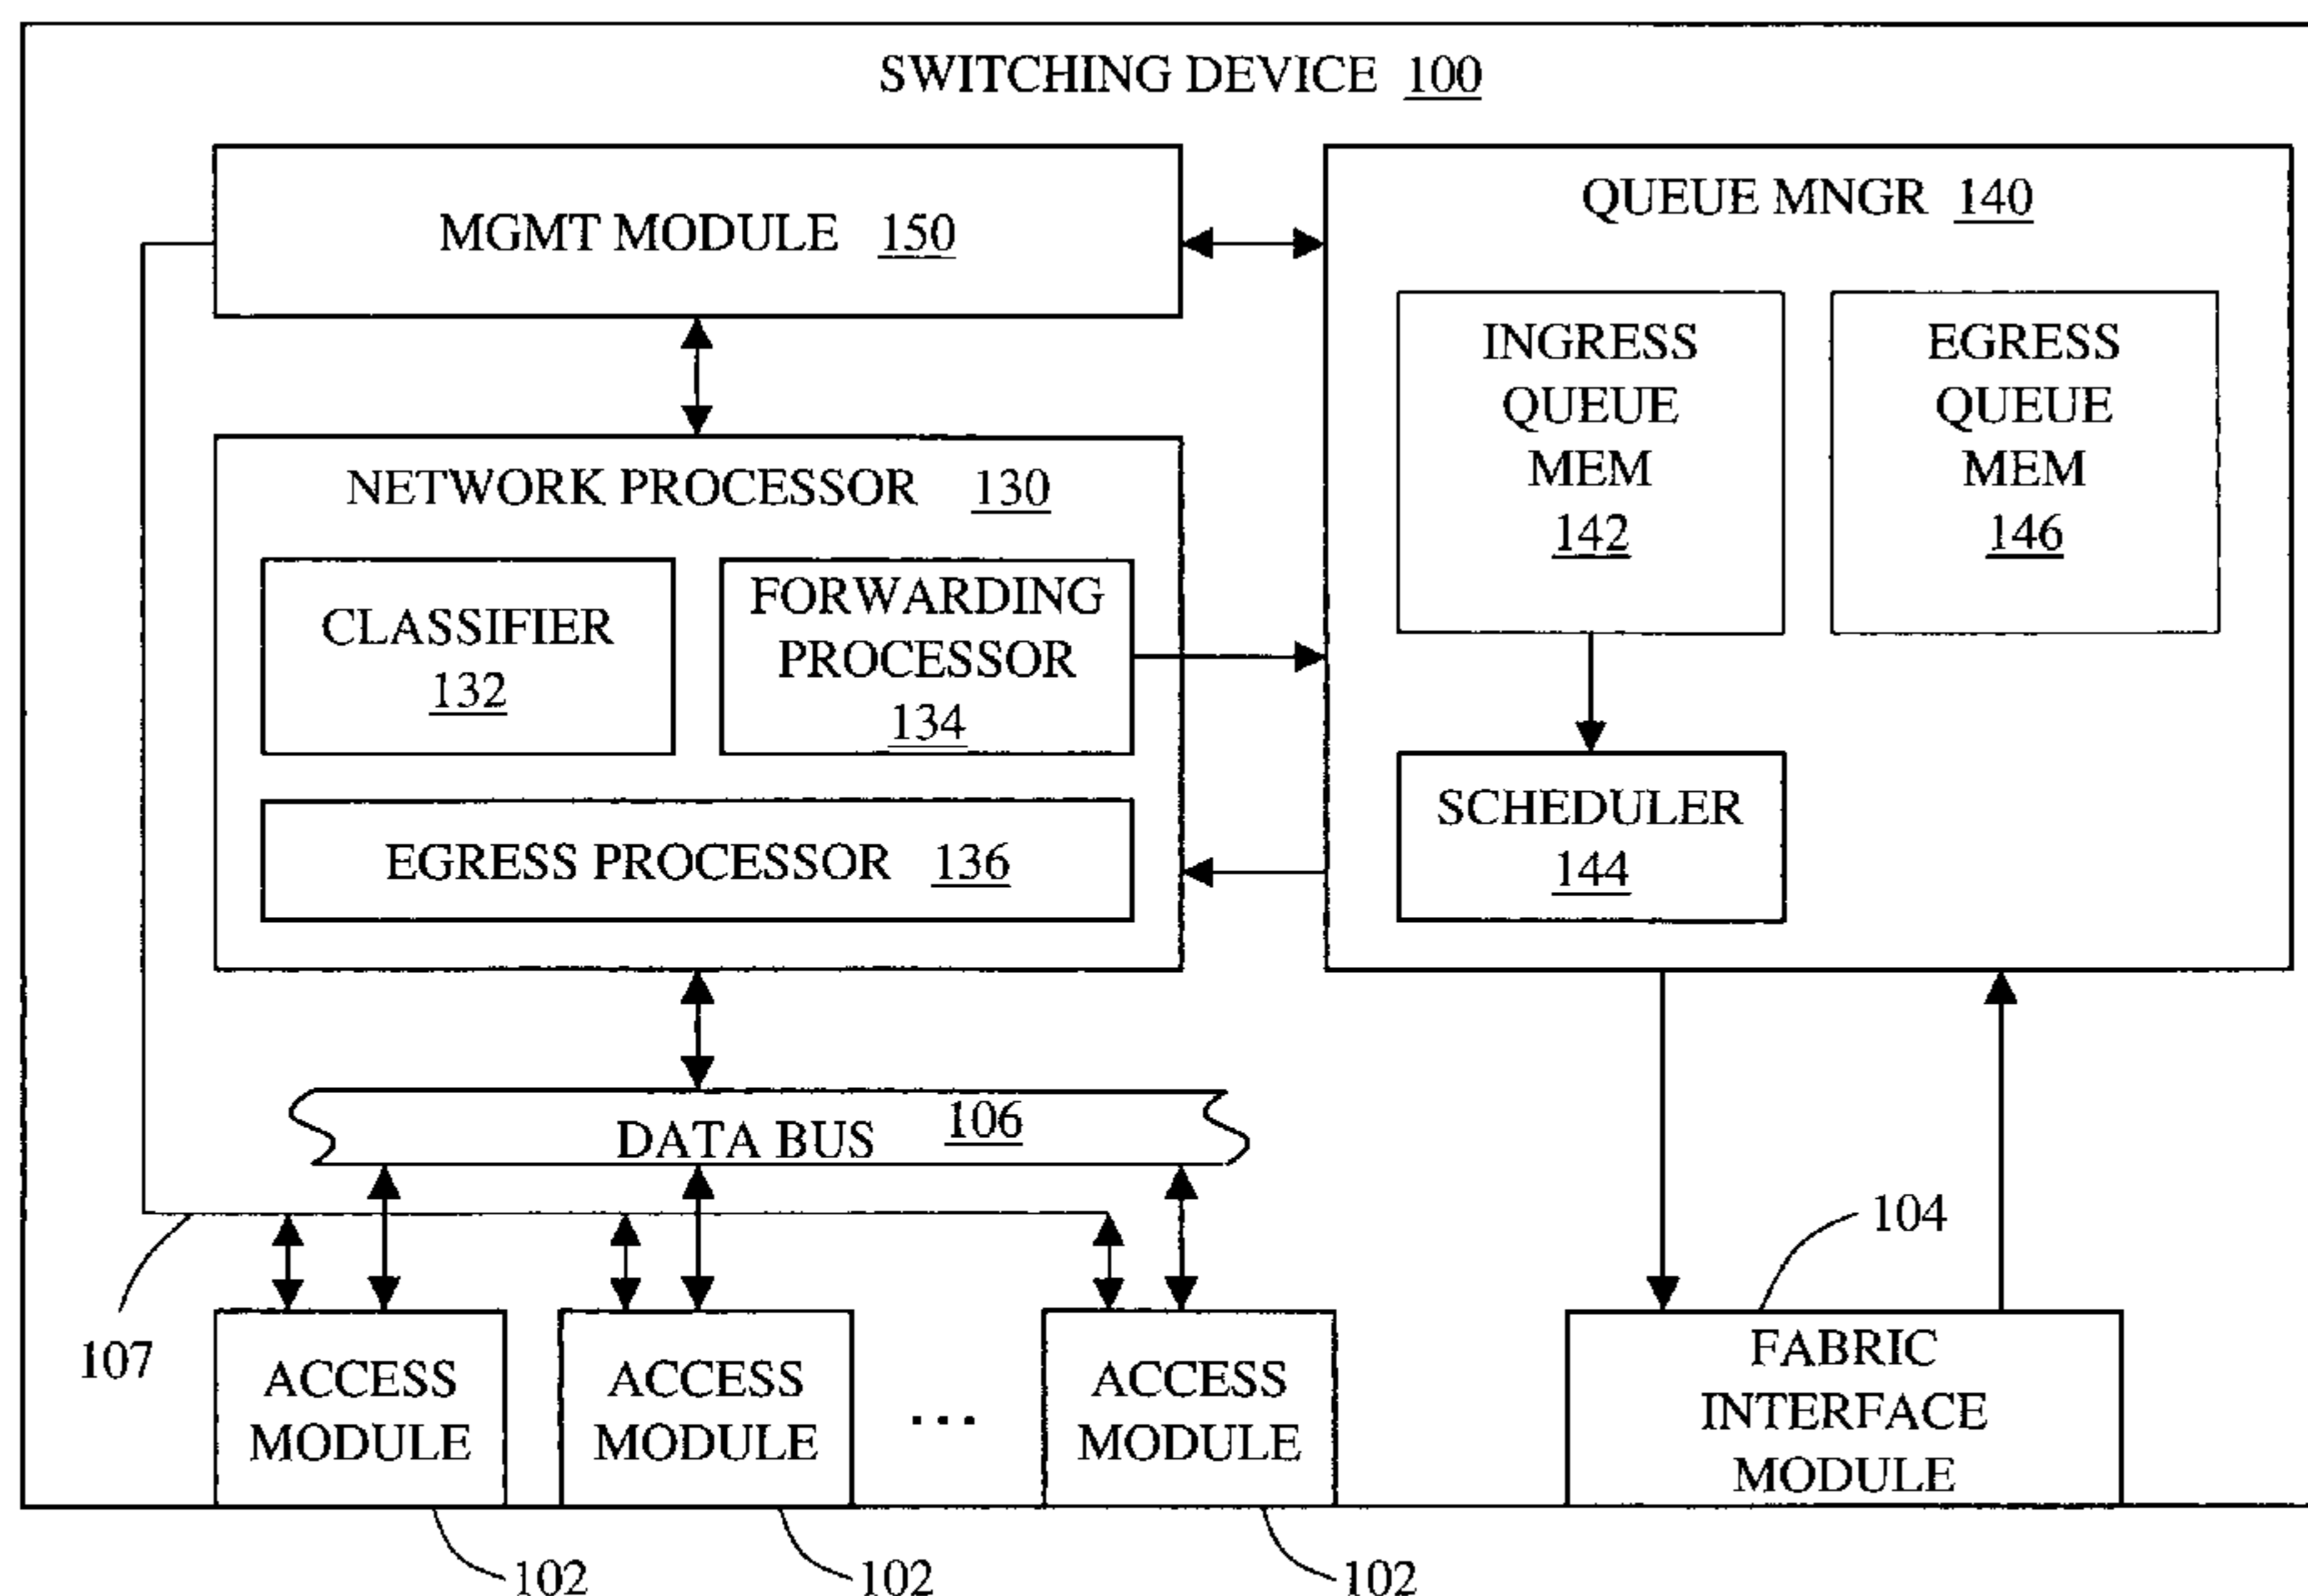 SWITCHING DEVICE 100
MGMT MODULE 150
QUEUE MNGR 140
INGRESS
QUEUE
MEM
142
EGRESS
QUEUE
MEM
146
NETWORK PROCESSOR 130
CLASSIFIER
132
FORWARDING
PROCESSOR
134
EGRESS PROCESSOR 136
SCHEDULER
144
DATA BUS 106
107
104
ACCESS
MODULE
ACCESS
MODULE
...
ACCESS
MODULE
FABRIC
INTERFACE
MODULE
102
102
102